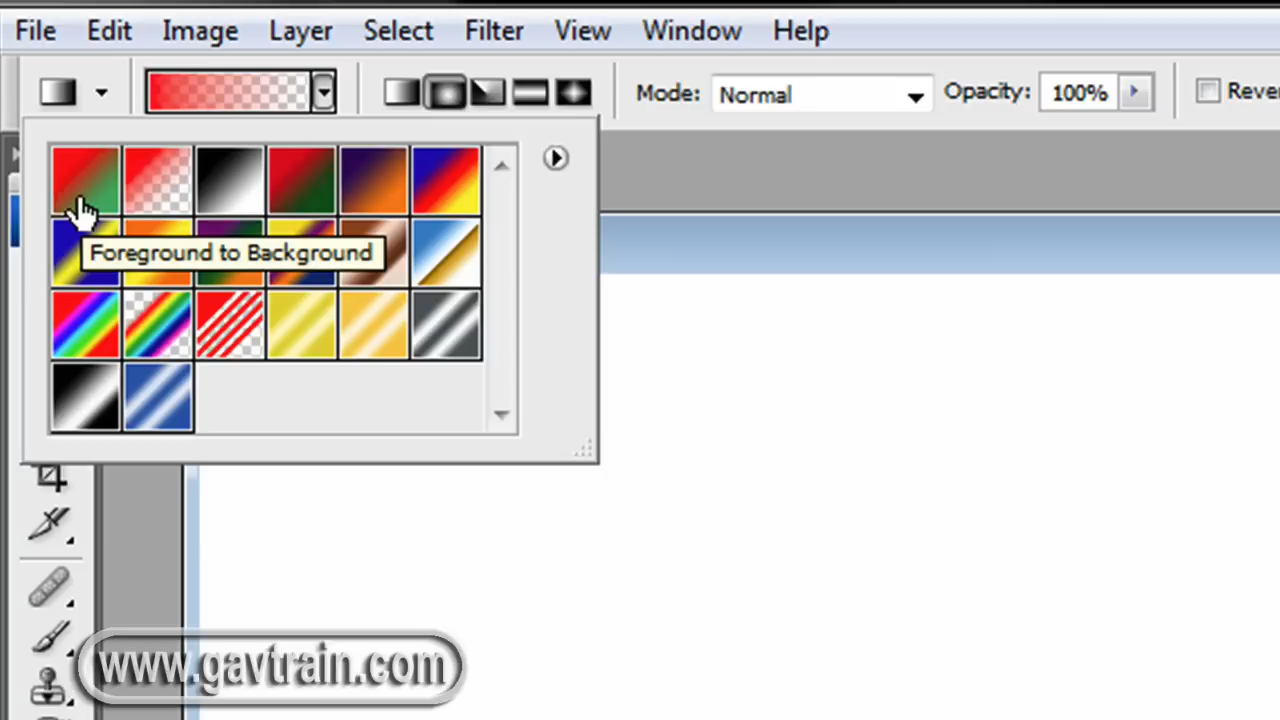 File Edit Image Layer Select Filter View Window Help
Mode: Normal Opacity: 100% Rever
Foreground to Background
www.gavtrain.com